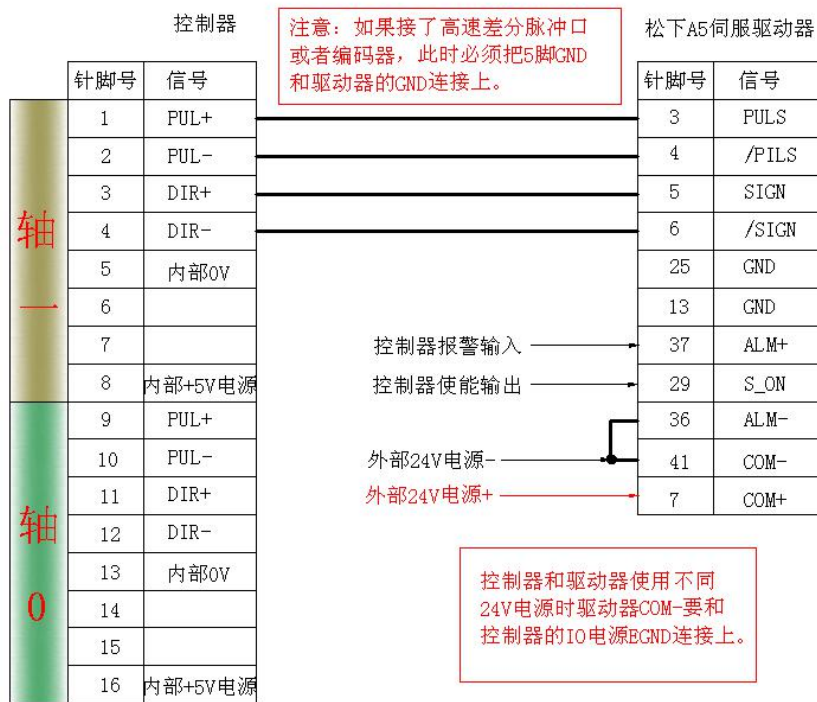 控制器
注意：如果接了高速差分脉冲口
或者编码器，此时必须把5脚GND
和驱动器的GND连接上。
松下A5伺服驱动器
针脚号 信号
针脚号 信号
1 PUL+
3 PULS
2 PUL-
4 /PILS
3 DIR+
5 SIGN
4 DIR-
6 /SIGN
5 内部0V
25 GND
6
13 GND
7
控制器报警输入
37 ALM+
8 内部+5V电源
控制器使能输出
29 S_ON
轴一
9 PUL+
36 ALM-
10 PUL-
外部24V电源-
41 COM-
11 DIR+
外部24V电源+
7 COM+
12 DIR-
13 内部0V
14
15
16 内部+5V电源
轴0
控制器和驱动器使用不同
24V电源时驱动器COM-要和
控制器的IO电源EGND连接上。